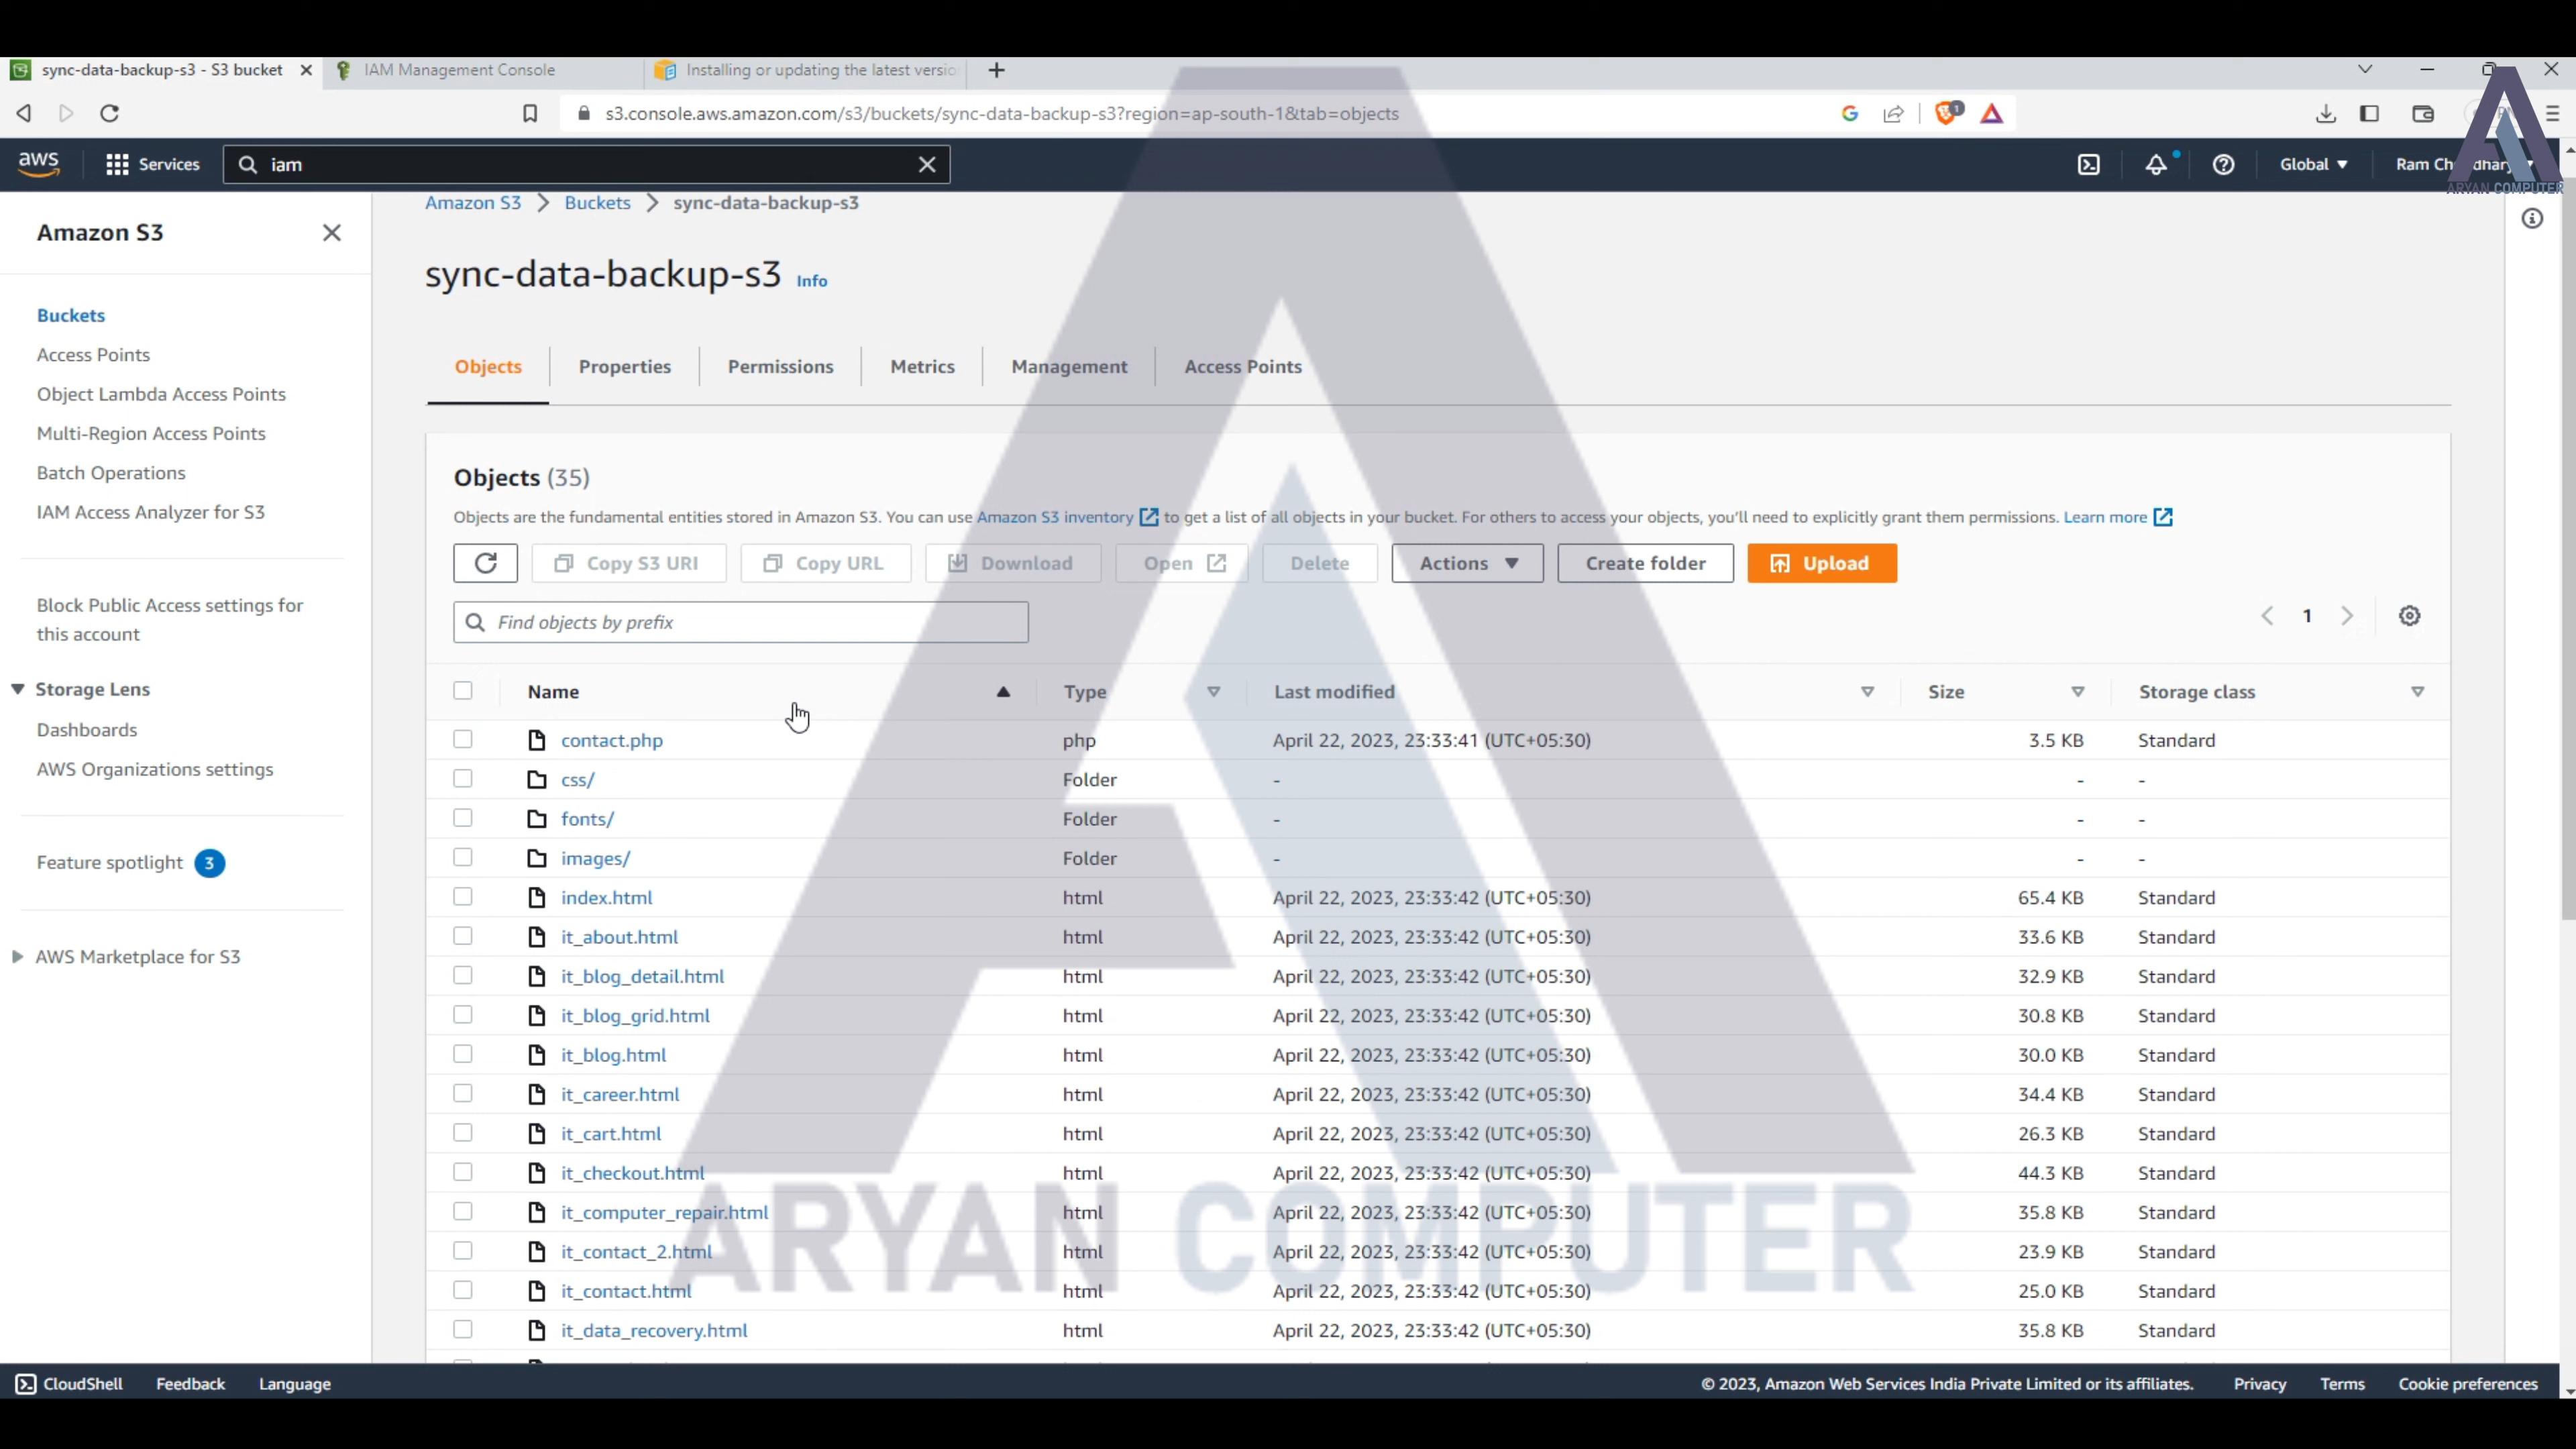 sync-data-backup-s3 - S3 bucket
IAM Management Console
Installing or updating the latest versio
s3.console.aws.amazon.com/s3/buckets/sync-data-backup-s3?region=ap-south-1&tab=objects
aws
Services
iam
Global
ARYAN COMPUTER
Amazon S3
Buckets
Access Points
Object Lambda Access Points
Multi-Region Access Points
Batch Operations
IAM Access Analyzer for S3
Block Public Access settings for
this account
Storage Lens
Dashboards
AWS Organizations settings
Feature spotlight 3
AWS Marketplace for S3
Amazon S3 > Buckets > sync-data-backup-s3
sync-data-backup-s3 Info
Objects Properties Permissions Metrics Management Access Points
Objects (35)
Objects are the fundamental entities stored in Amazon S3. You can use Amazon S3 inventory to get a list of all objects in your bucket. For others to access your objects, you'll need to explicitly grant them permissions. Learn more
Copy S3 URI Copy URL Download Open Delete Actions Create folder Upload
Find objects by prefix
1
Name Type Last modified Size Storage class
contact.php php April 22, 2023, 23:33:41 (UTC+05:30) 3.5 KB Standard
css/ Folder - - -
fonts/ Folder - - -
images/ Folder - - -
index.html html April 22, 2023, 23:33:42 (UTC+05:30) 65.4 KB Standard
it_about.html html April 22, 2023, 23:33:42 (UTC+05:30) 33.6 KB Standard
it_blog_detail.html html April 22, 2023, 23:33:42 (UTC+05:30) 32.9 KB Standard
it_blog_grid.html html April 22, 2023, 23:33:42 (UTC+05:30) 30.8 KB Standard
it_blog.html html April 22, 2023, 23:33:42 (UTC+05:30) 30.0 KB Standard
it_career.html html April 22, 2023, 23:33:42 (UTC+05:30) 34.4 KB Standard
it_cart.html html April 22, 2023, 23:33:42 (UTC+05:30) 26.3 KB Standard
it_checkout.html html April 22, 2023, 23:33:42 (UTC+05:30) 44.3 KB Standard
it_computer_repair.html html April 22, 2023, 23:33:42 (UTC+05:30) 35.8 KB Standard
it_contact_2.html html April 22, 2023, 23:33:42 (UTC+05:30) 23.9 KB Standard
it_contact.html html April 22, 2023, 23:33:42 (UTC+05:30) 25.0 KB Standard
it_data_recovery.html html April 22, 2023, 23:33:42 (UTC+05:30) 35.8 KB Standard
ARYAN COMPUTER
CloudShell Feedback Language © 2023, Amazon Web Services India Private Limited or its affiliates. Privacy Terms Cookie preferences